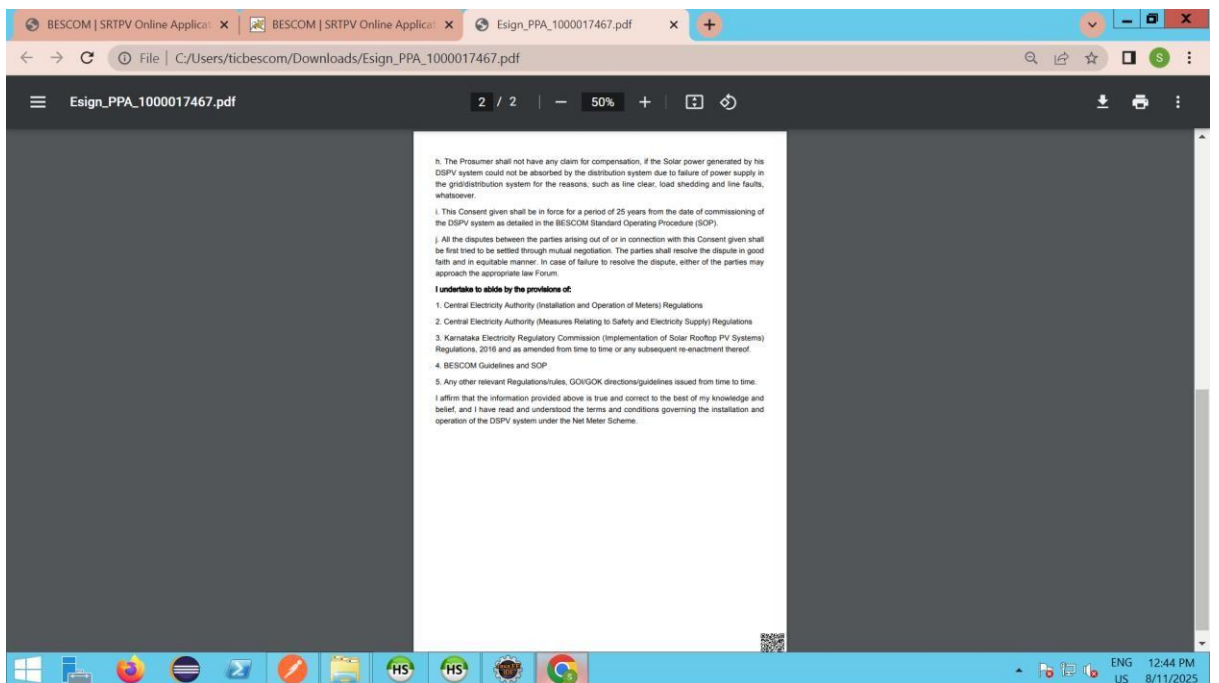 BESCOM | SRTPV Online Applicat
BESCOM | SRTPV Online Applicat
Esign_PPA_1000017467.pdf
File | C:/Users/ticbescom/Downloads/Esign_PPA_1000017467.pdf
S
Esign_PPA_1000017467.pdf
2 / 2
50%
h. The Prosumer shall not have any claim for compensation, if the Solar power generated by his
DSPV system could not be absorbed by the distribution system due to failure of power supply in
the grid/distribution system for the reasons, such as line clear, load shedding and line faults,
whatsoever.
i. This Consent given shall be in force for a period of 25 years from the date of commissioning of
the DSPV system as detailed in the BESCOM Standard Operating Procedure (SOP).
j. All the disputes between the parties arising out of or in connection with this Consent given shall
be first tried to be settled through mutual negotiation. The parties shall resolve the dispute in good
faith and in equitable manner. In case of failure to resolve the dispute, either of the parties may
approach the appropriate law Forum.
I undertake to abide by the provisions of:
1. Central Electricity Authority (Installation and Operation of Meters) Regulations
2. Central Electricity Authority (Measures Relating to Safety and Electricity Supply) Regulations
3. Karnataka Electricity Regulatory Commission (Implementation of Solar Rooftop PV Systems)
Regulations, 2016 and as amended from time to time or any subsequent re-enactment thereof.
4. BESCOM Guidelines and SOP
5. Any other relevant Regulations/rules, GOI/GOK directions/guidelines issued from time to time.
I affirm that the information provided above is true and correct to the best of my knowledge and
belief, and I have read and understood the terms and conditions governing the installation and
operation of the DSPV system under the Net Meter Scheme.
HS
HS
ENG
US
12:44 PM
8/11/2025